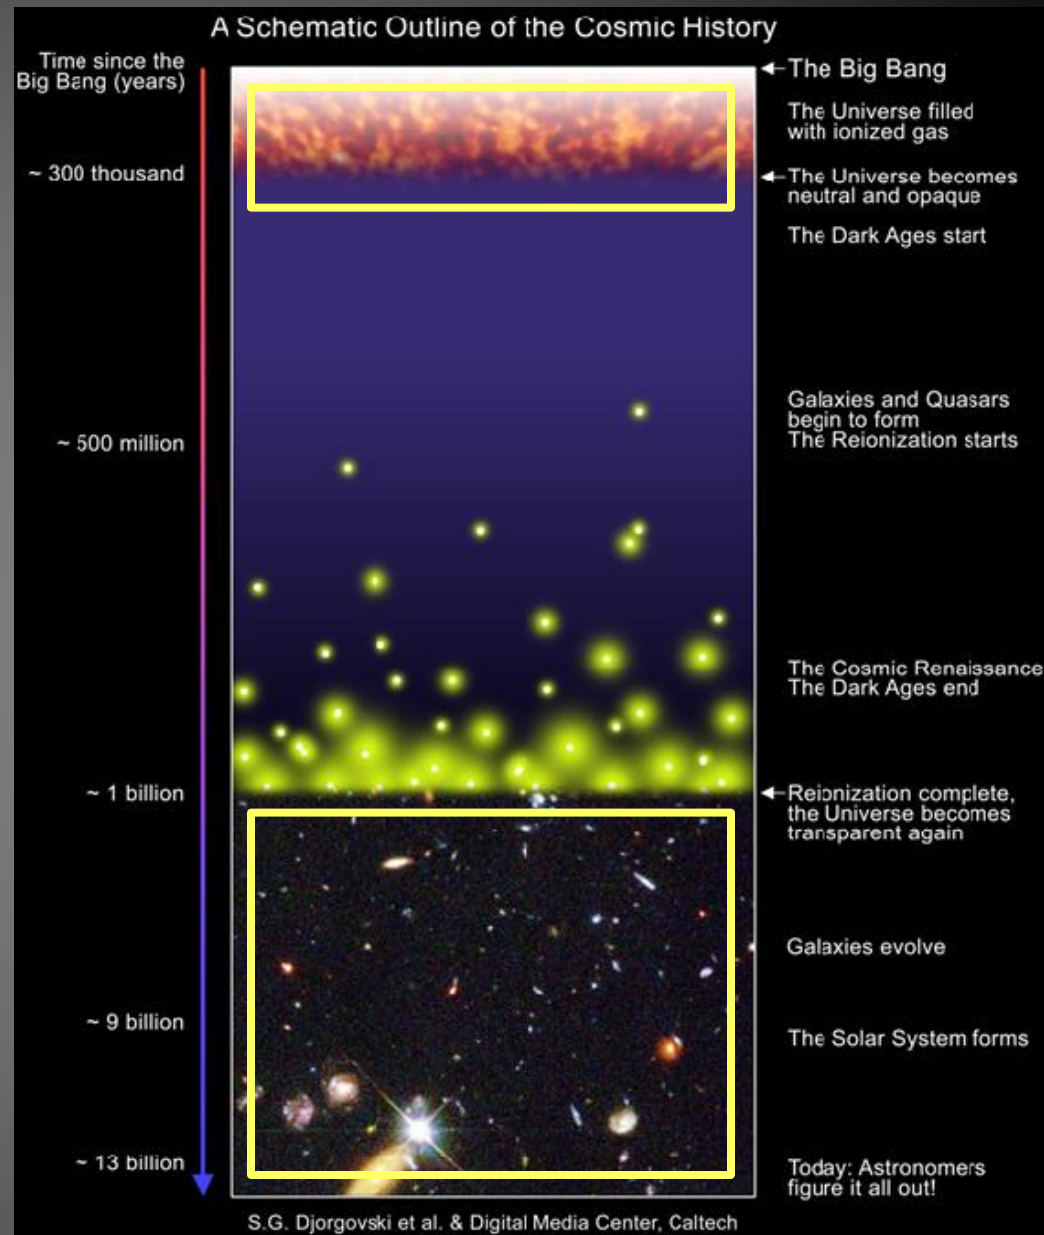 A Schematic Outline of the Cosmic History
Time since the
Big Bang (years)
The Big Bang
The Universe filled
with ionized gas
~ 300 thousand
The Universe becomes
neutral and opaque
The Dark Ages start
Galaxies and Quasars
begin to form
~ 500 million
The Reionization starts
The Cosmic Renaissance
The Dark Ages end
~ 1 billion
Reionization complete,
the Universe becomes
transparent again
Galaxies evolve
~ 9 billion
The Solar System forms
~ 13 billion
Today: Astronomers
figure it all out!
S.G. Djorgovski et al. & Digital Media Center, Caltech